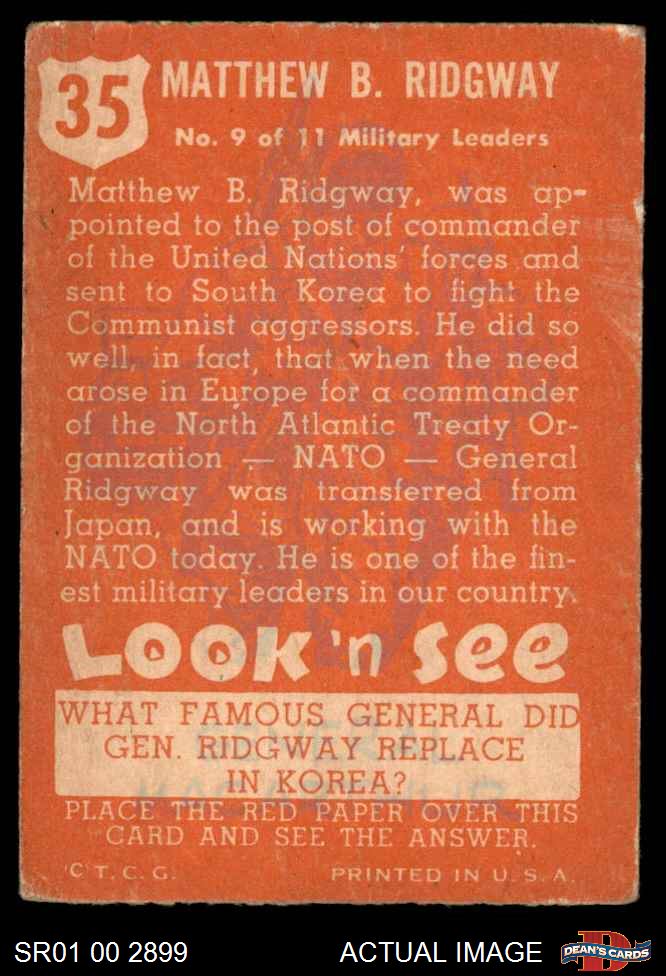 35
MATTHEW B. RIDGWAY
No. 9 of 11 Military Leaders
Matthew B. Ridgway, was ap-
pointed to the post of commander
of the United Nations' forces and
sent to South Korea to fight the
Communist aggressors. He did so
well, in fact, that when the need
arose in Europe for a commander
of the North Atlantic Treaty Or-
ganization — NATO — General
Ridgway was transferred from
Japan, and is working with the
NATO today. He is one of the fin-
est military leaders in our country.
LOOK 'n SEE
WHAT FAMOUS GENERAL DID
GEN. RIDGWAY REPLACE
IN KOREA?
PLACE THE RED PAPER OVER THIS
CARD AND SEE THE ANSWER.
© T. C. G.
PRINTED IN U. S. A.
SR01 00 2899
ACTUAL IMAGE
DEAN'S CARDS